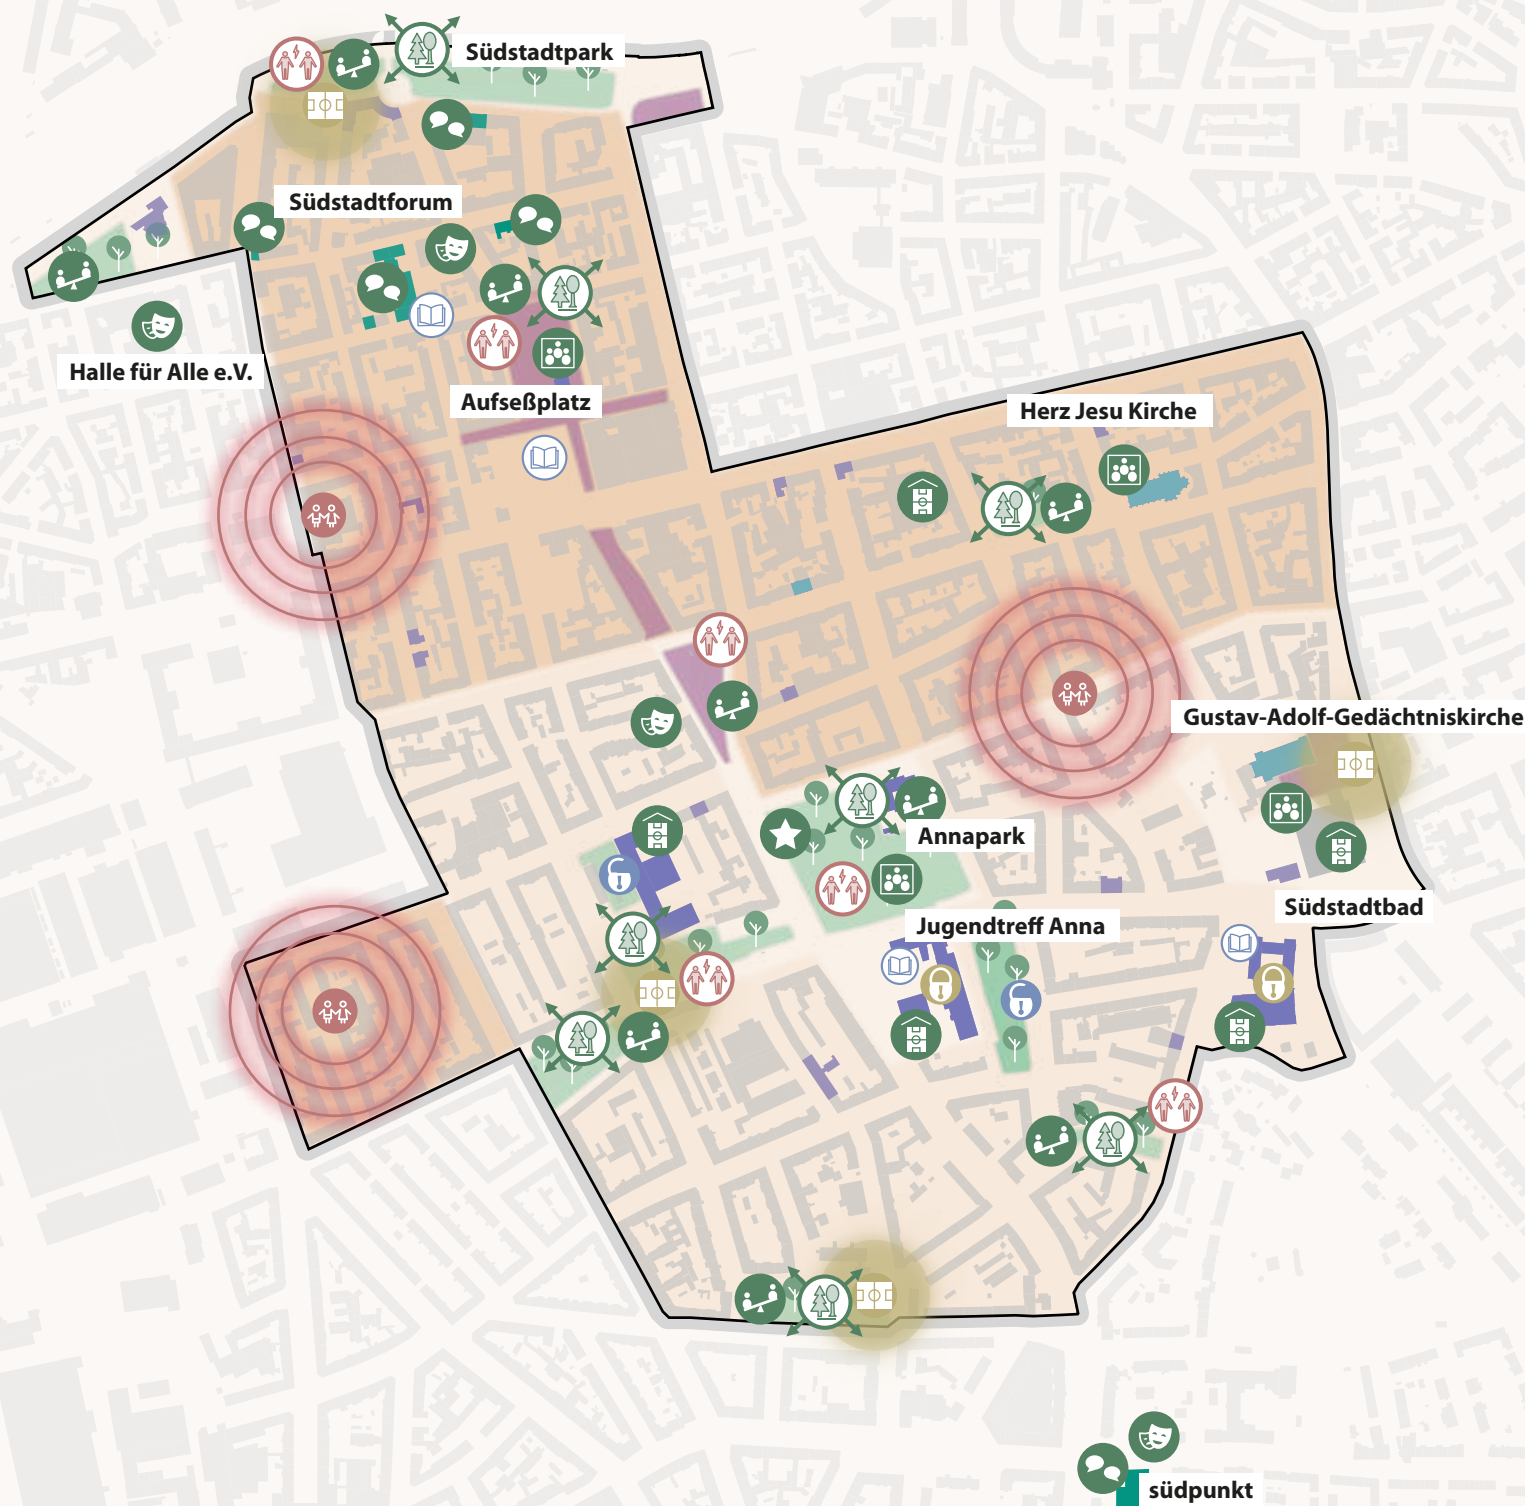 Südstadtpark
Südstadtforum
Halle für Alle e.V.
Aufseßplatz
Herz Jesu Kirche
Gustav-Adolf-Gedächtniskirche
Annapark
Südstadtbad
Jugendtreff Anna
südpunkt